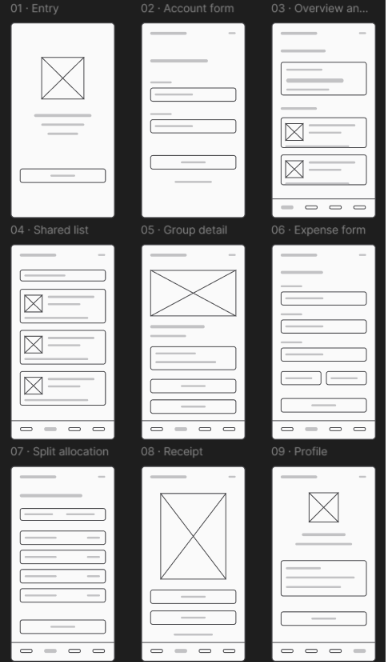 01 · Entry
02 · Account form
03 · Overview an...
04 · Shared list
05 · Group detail
06 · Expense form
07 · Split allocation
08 · Receipt
09 · Profile